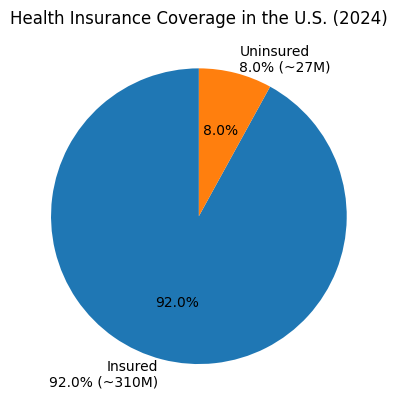 Health Insurance Coverage in the U.S. (2024)
Uninsured
8.0% (~27M)
8.0%
92.0%
Insured
92.0% (~310M)